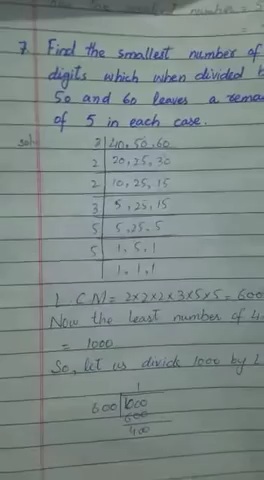 7 Find the smallest number of
digits which when divided b
50 and 60 leaves a rema
of 5 in each case.
soln
2 40, 50, 60
2 20, 25, 30
2 10, 25, 15
3 5, 25, 15
5 5, 25, 5
5 1, 5, 1
1, 1, 1
L.C.M = 2×2×2×3×5×5 = 600
Now the least number of 4
= 1000
So, let us divide 1000 by L
1
600 1000
600
400